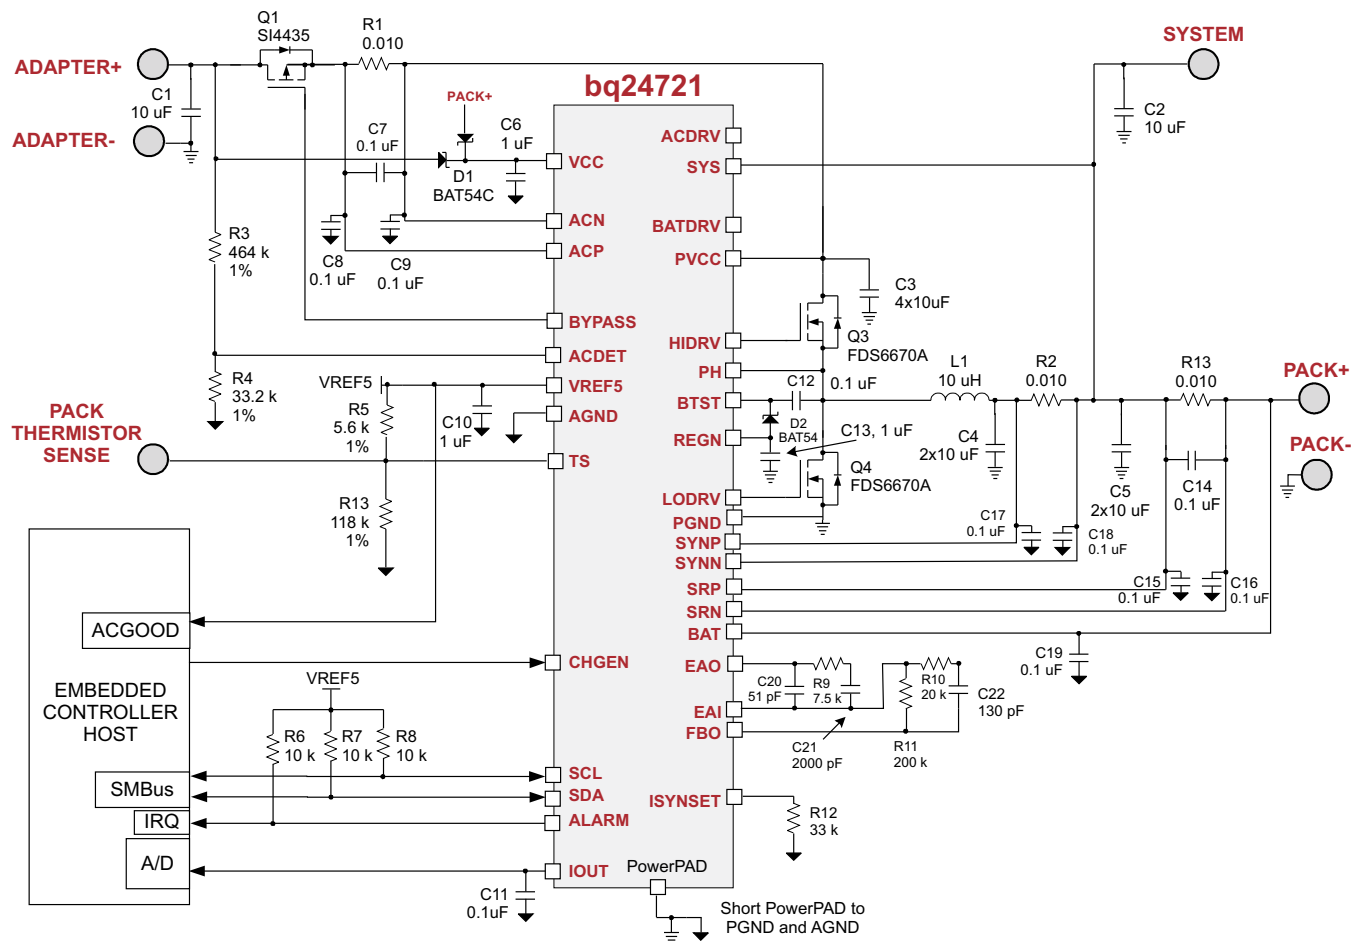 Q1
SI4435
R1
0.010
SYSTEM
ADAPTER+
C1
10 uF
ADAPTER-
bq24721
PACK+
C7
0.1 uF
C6
1 uF
D1
BAT54C
C2
10 uF
VCC
ACN
ACP
BYPASS
ACDET
VREF5
AGND
TS
CHGEN
SCL
SDA
ALARM
IOUT
ACDRV
SYS
BATDRV
PVCC
HIDRV
PH
BTST
REGN
LODRV
PGND
SYNP
SYNN
SRP
SRN
BAT
EAO
EAI
FBO
ISYNSET
PowerPAD
R3
464 k
1%
C8
0.1 uF
C9
0.1 uF
R4
33.2 k
1%
VREF5
R5
5.6 k
1%
C10
1 uF
PACK
THERMISTOR
SENSE
R13
118 k
1%
C3
4x10uF
Q3
FDS6670A
C12
0.1 uF
L1
10 uH
R2
0.010
R13
0.010
PACK+
PACK-
D2
BAT54
C13, 1 uF
C4
2x10 uF
Q4
FDS6670A
C5
2x10 uF
C14
0.1 uF
C17
0.1 uF
C18
0.1 uF
C15
0.1 uF
C16
0.1 uF
C19
0.1 uF
C20
51 pF
R9
7.5 k
R10
20 k
C22
130 pF
C21
2000 pF
R11
200 k
R12
33 k
ACGOOD
EMBEDDED
CONTROLLER
HOST
VREF5
R6
10 k
R7
10 k
R8
10 k
SMBus
IRQ
A/D
C11
0.1uF
Short PowerPAD to
PGND and AGND